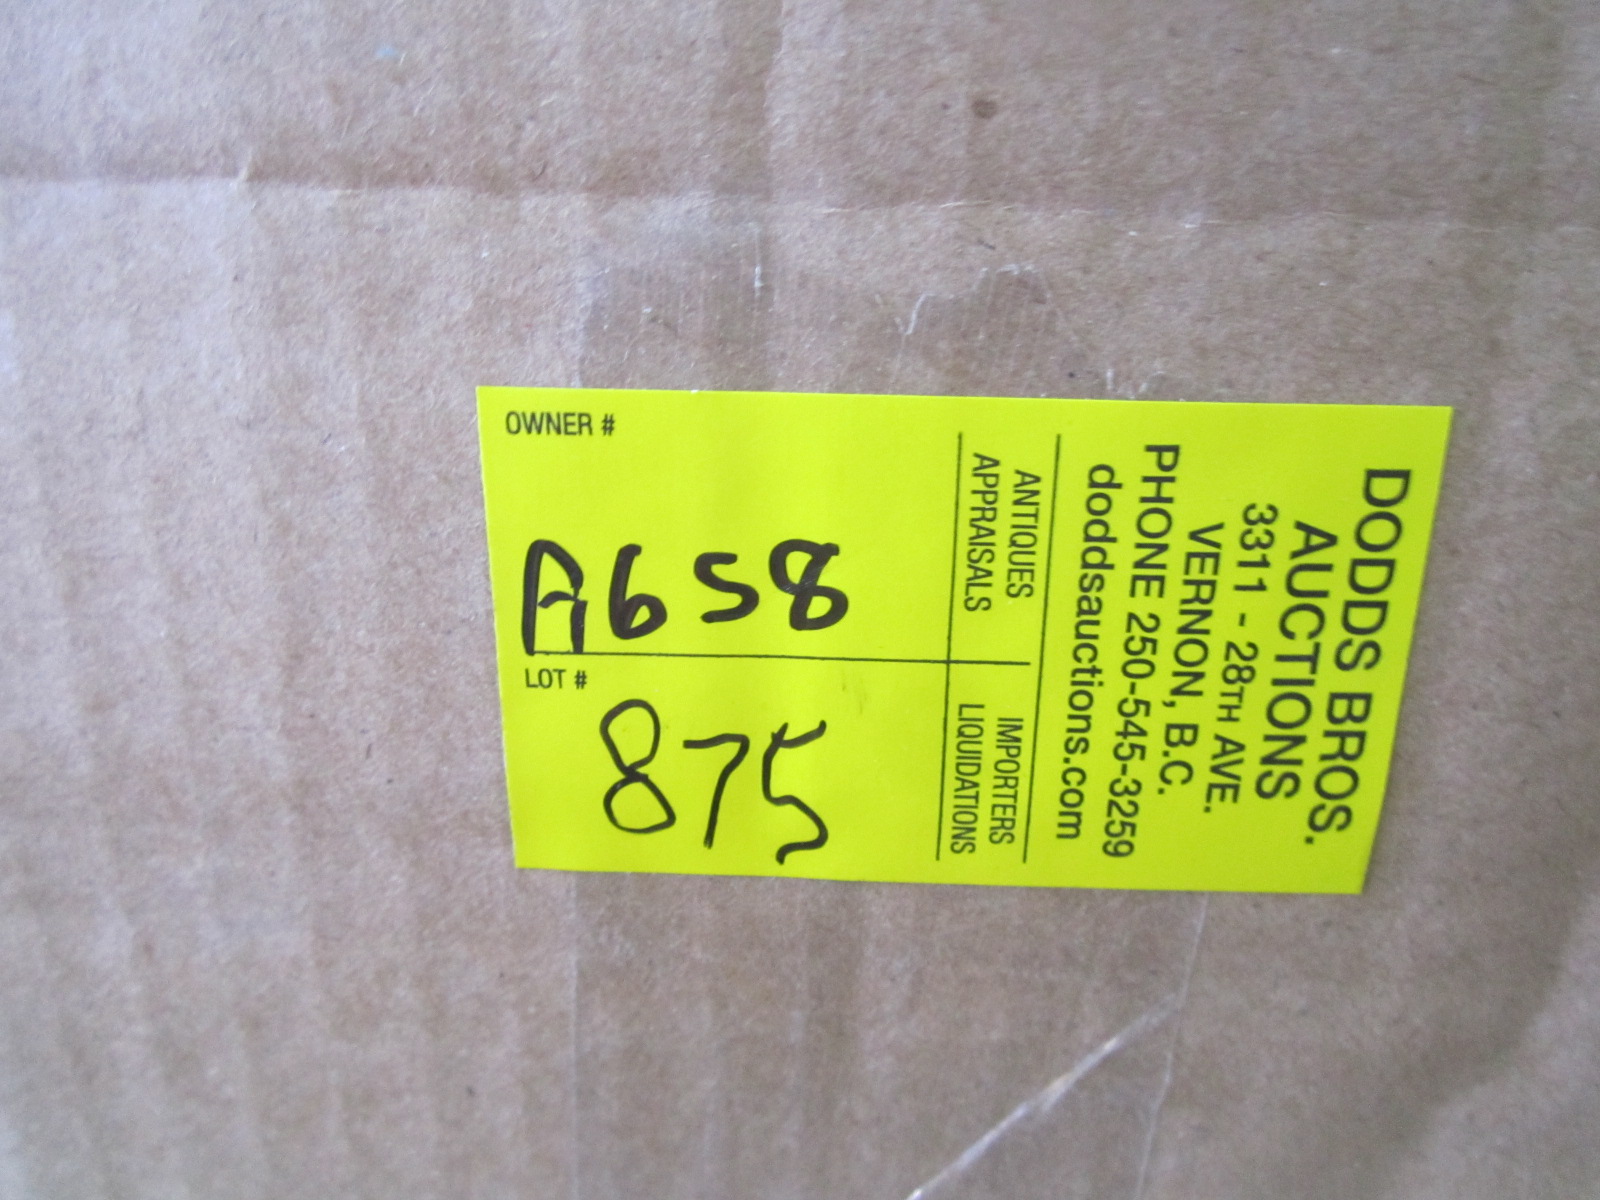 DODDS BROS.
AUCTIONS
3311 - 28TH AVE.
VERNON, B.C.
PHONE 250-545-3259
doddsauctions.com
ANTIQUES
APPRAISALS
IMPORTERS
LIQUIDATIONS
OWNER #
A658
LOT #
875